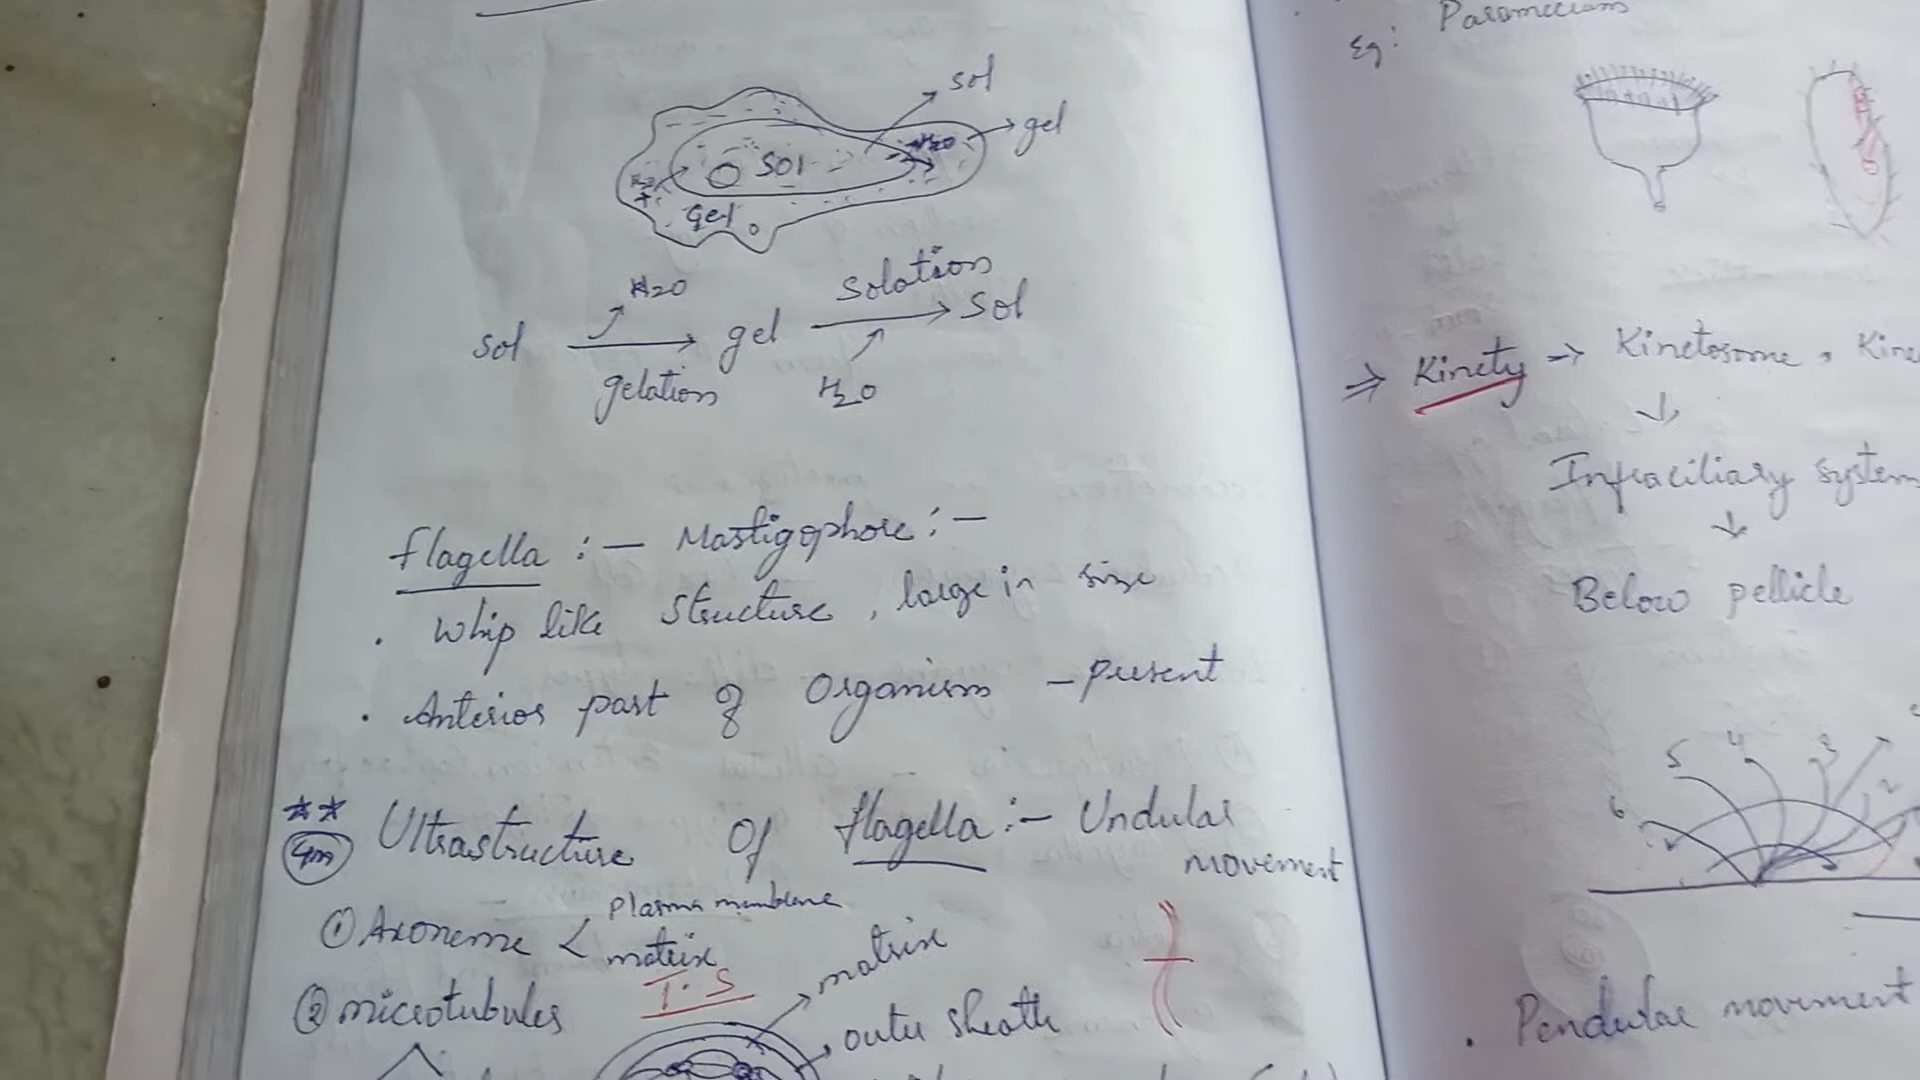 sol
gel
H2O
SOl
gel
H2O
Solation
sol
gel
Sol
gelation
H2O
flagella :- Mastigophore :-
. Whip like structure , large in size
. Anterior part of Organism - present
4m Ultrastructure Of flagella :- Undular
movement
① Axoneme < Plasma membrane
matrix
T.S
matrix
② microtubules
outer sheath
Eg: Paramecium
⇒ Kinety → Kinetosome ,
↓
Infraciliary system
↓
Below pellicle
6 5 4 3 2
. Pendular movement